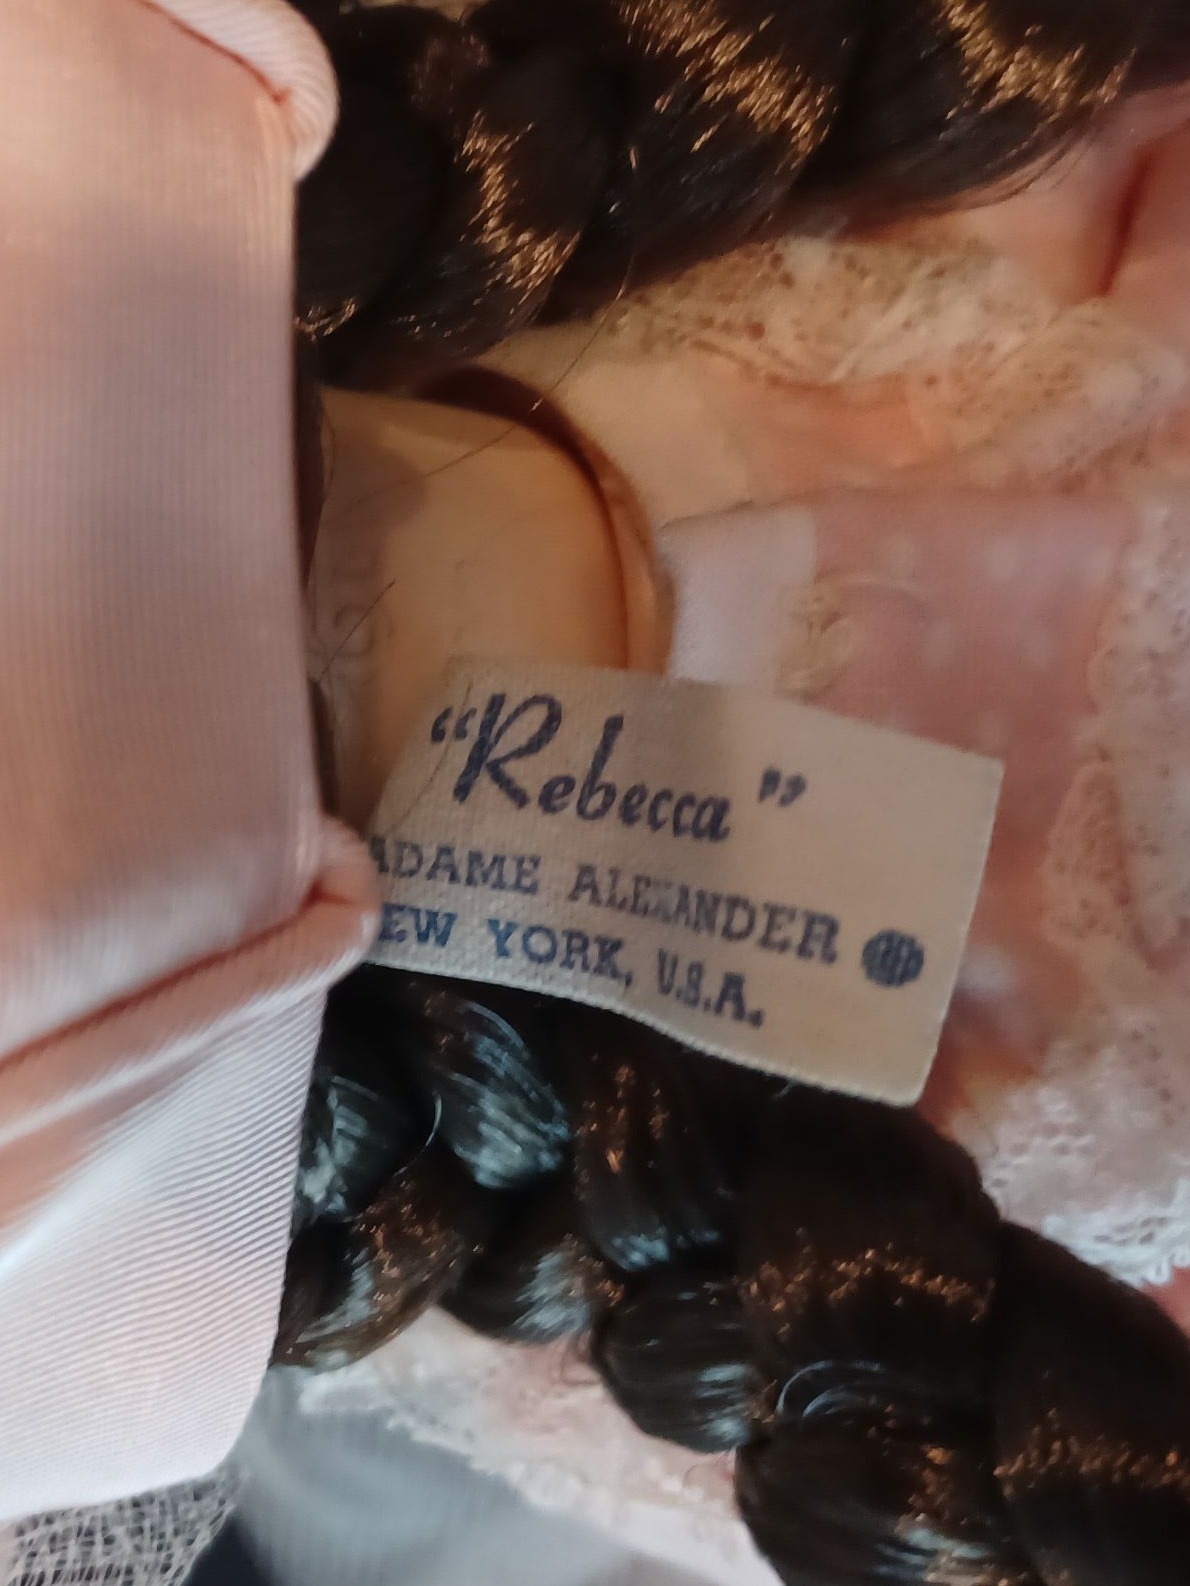 “Rebecca”
ADAME ALEXANDER
EW YORK, U.S.A.